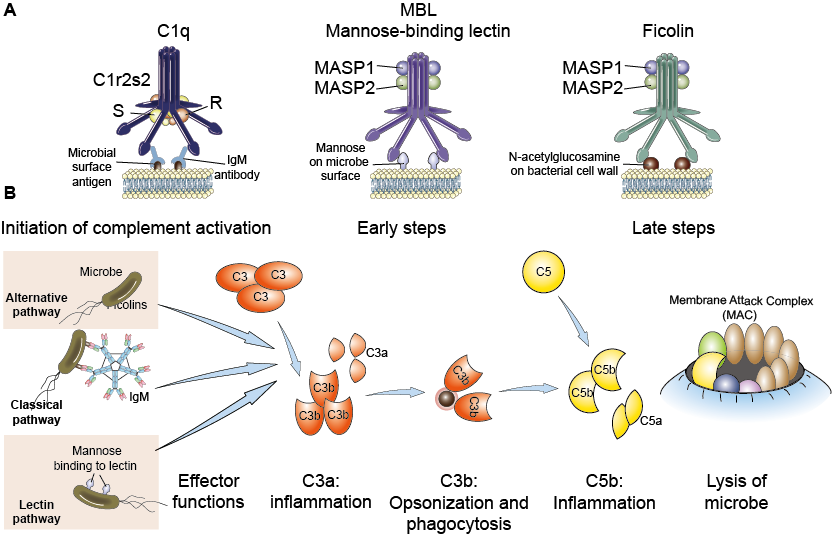 A
C1q
C1r2s2
S
R
Microbial
surface
antigen
IgM
antibody
MBL
Mannose-binding lectin
MASP1
MASP2
Mannose
on microbe
surface
Ficolin
MASP1
MASP2
N-acetylglucosamine
on bacterial cell wall
B
Initiation of complement activation
Early steps
Late steps
Microbe
Alternative
pathway
Classical
pathway
IgM
Mannose
binding to lectin
Lectin
pathway
C3
C3
C3
C3a
C3b
C3b
C3b
C3b
C3b
C5
C5b
C5b
C5a
Membrane Attack Complex
(MAC)
Effector
functions
C3a:
inflammation
C3b:
Opsonization and
phagocytosis
C5b:
Inflammation
Lysis of
microbe